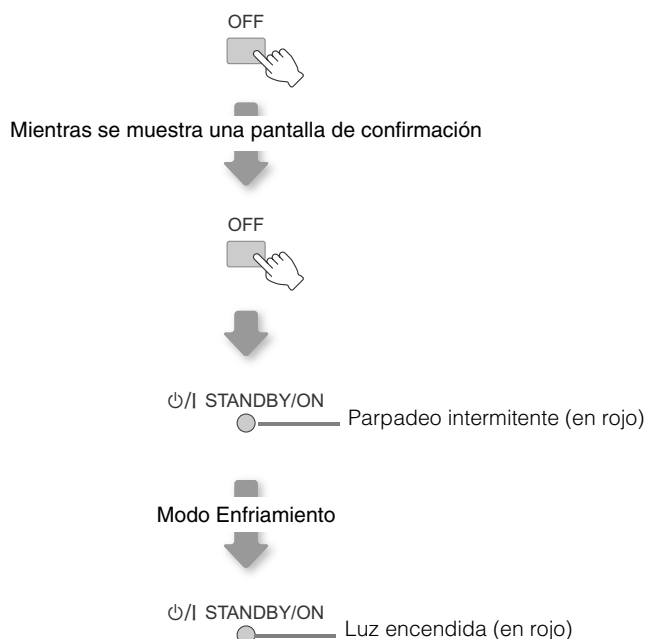 OFF
Mientras se muestra una pantalla de confirmación
OFF
⏻/I STANDBY/ON
Parpadeo intermitente (en rojo)
Modo Enfriamiento
⏻/I STANDBY/ON
Luz encendida (en rojo)